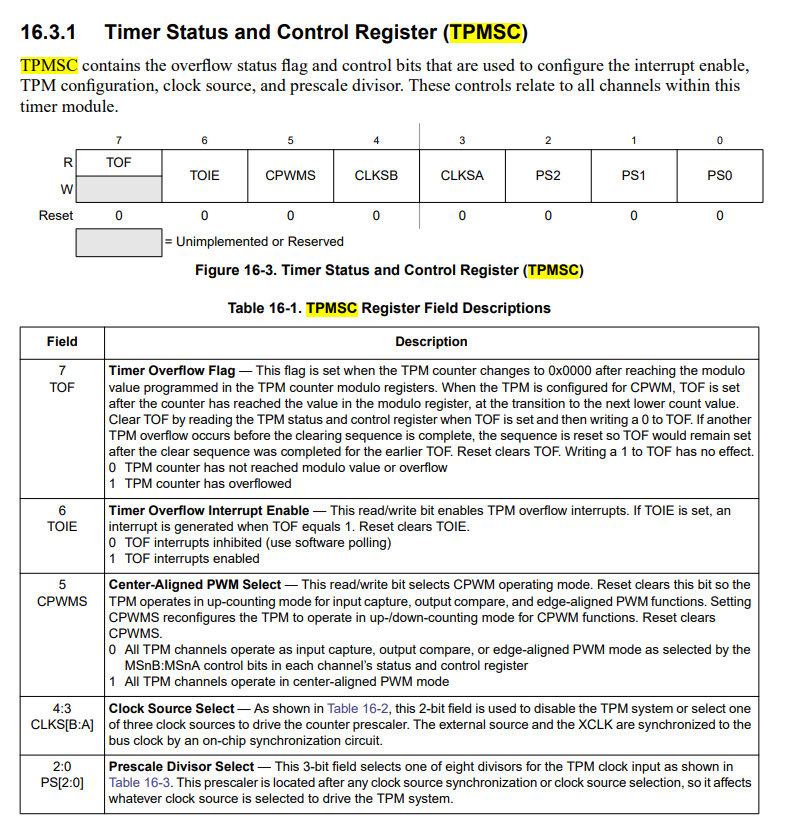 16.3.1 Timer Status and Control Register (TPMSC)
TPMSC contains the overflow status flag and control bits that are used to configure the interrupt enable,
TPM configuration, clock source, and prescale divisor. These controls relate to all channels within this
timer module.
7 6 5 4 3 2 1 0
R TOF TOIE CPWMS CLKSB CLKSA PS2 PS1 PS0
W
Reset 0 0 0 0 0 0 0 0
= Unimplemented or Reserved
Figure 16-3. Timer Status and Control Register (TPMSC)
Table 16-1. TPMSC Register Field Descriptions
Field Description
7
TOF
Timer Overflow Flag — This flag is set when the TPM counter changes to 0x0000 after reaching the modulo
value programmed in the TPM counter modulo registers. When the TPM is configured for CPWM, TOF is set
after the counter has reached the value in the modulo register, at the transition to the next lower count value.
Clear TOF by reading the TPM status and control register when TOF is set and then writing a 0 to TOF. If another
TPM overflow occurs before the clearing sequence is complete, the sequence is reset so TOF would remain set
after the clear sequence was completed for the earlier TOF. Reset clears TOF. Writing a 1 to TOF has no effect.
0 TPM counter has not reached modulo value or overflow
1 TPM counter has overflowed
6
TOIE
Timer Overflow Interrupt Enable — This read/write bit enables TPM overflow interrupts. If TOIE is set, an
interrupt is generated when TOF equals 1. Reset clears TOIE.
0 TOF interrupts inhibited (use software polling)
1 TOF interrupts enabled
5
CPWMS
Center-Aligned PWM Select — This read/write bit selects CPWM operating mode. Reset clears this bit so the
TPM operates in up-counting mode for input capture, output compare, and edge-aligned PWM functions. Setting
CPWMS reconfigures the TPM to operate in up-/down-counting mode for CPWM functions. Reset clears
CPWMS.
0 All TPM channels operate as input capture, output compare, or edge-aligned PWM mode as selected by the
MSnB:MSnA control bits in each channel's status and control register
1 All TPM channels operate in center-aligned PWM mode
4:3
CLKS[B:A]
Clock Source Select — As shown in Table 16-2, this 2-bit field is used to disable the TPM system or select one
of three clock sources to drive the counter prescaler. The external source and the XCLK are synchronized to the
bus clock by an on-chip synchronization circuit.
2:0
PS[2:0]
Prescale Divisor Select — This 3-bit field selects one of eight divisors for the TPM clock input as shown in
Table 16-3. This prescaler is located after any clock source synchronization or clock source selection, so it affects
whatever clock source is selected to drive the TPM system.